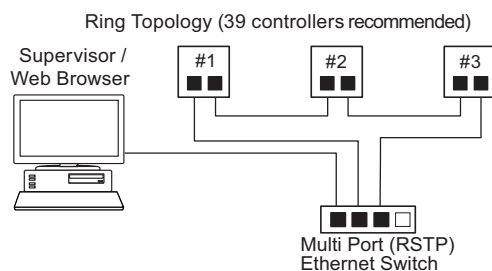 Ring Topology (39 controllers recommended)
Supervisor /
Web Browser
#1
#2
#3
Multi Port (RSTP)
Ethernet Switch